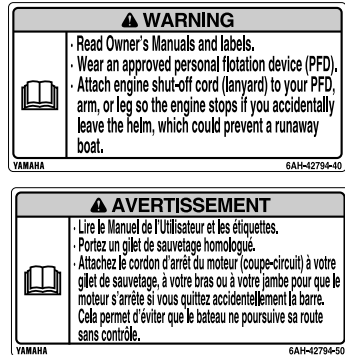 WARNING
· Read Owner's Manuals and labels.
· Wear an approved personal flotation device (PFD).
· Attach engine shut-off cord (lanyard) to your PFD,
arm, or leg so the engine stops if you accidentally
leave the helm, which could prevent a runaway
boat.
YAMAHA 6AH-42794-40
AVERTISSEMENT
· Lire le Manuel de l'Utilisateur et les étiquettes.
· Portez un gilet de sauvetage homologué.
· Attachez le cordon d'arrêt du moteur (coupe-circuit) à votre
gilet de sauvetage, à votre bras ou à votre jambe pour que le
moteur s'arrête si vous quittez accidentellement la barre.
Cela permet d'éviter que le bateau ne poursuive sa route
sans contrôle.
YAMAHA 6AH-42794-50